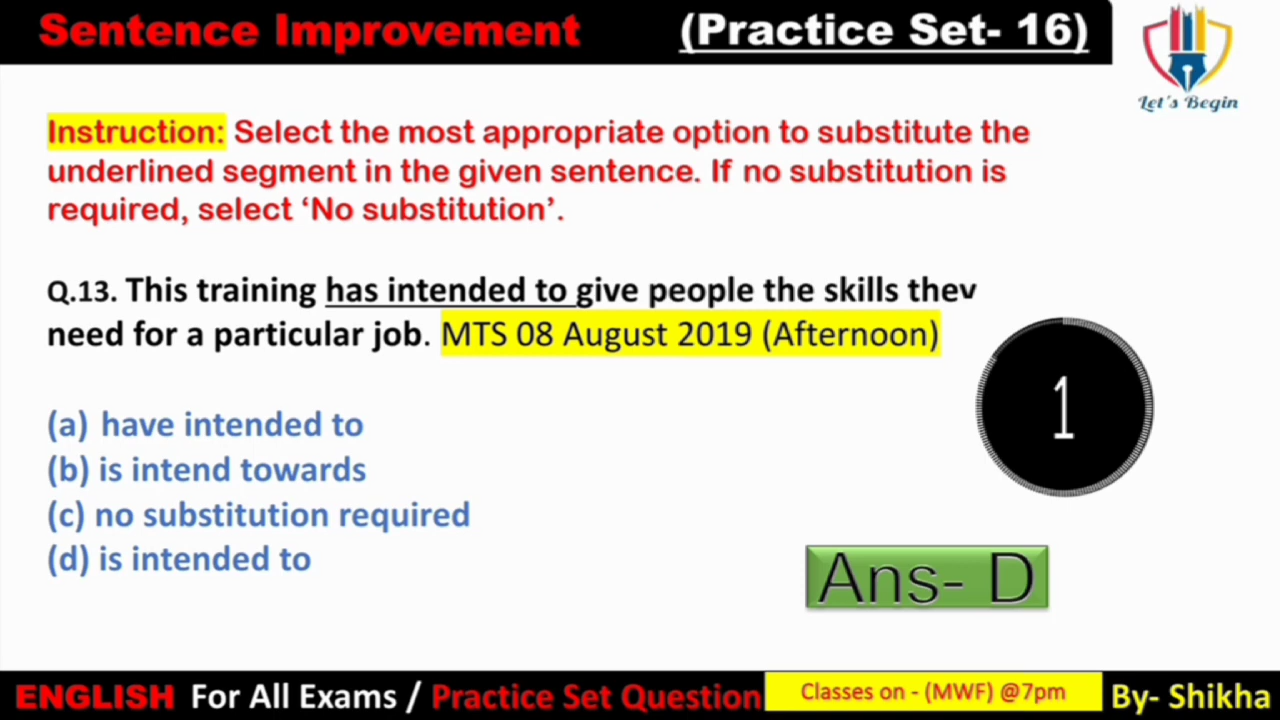 Sentence Improvement (Practice Set- 16)
Let's Begin
Instruction: Select the most appropriate option to substitute the
underlined segment in the given sentence. If no substitution is
required, select ‘No substitution’.
Q.13. This training has intended to give people the skills they
need for a particular job. MTS 08 August 2019 (Afternoon)
1
(a) have intended to
(b) is intend towards
(c) no substitution required
(d) is intended to
Ans- D
ENGLISH For All Exams / Practice Set Question Classes on - (MWF) @7pm By- Shikha